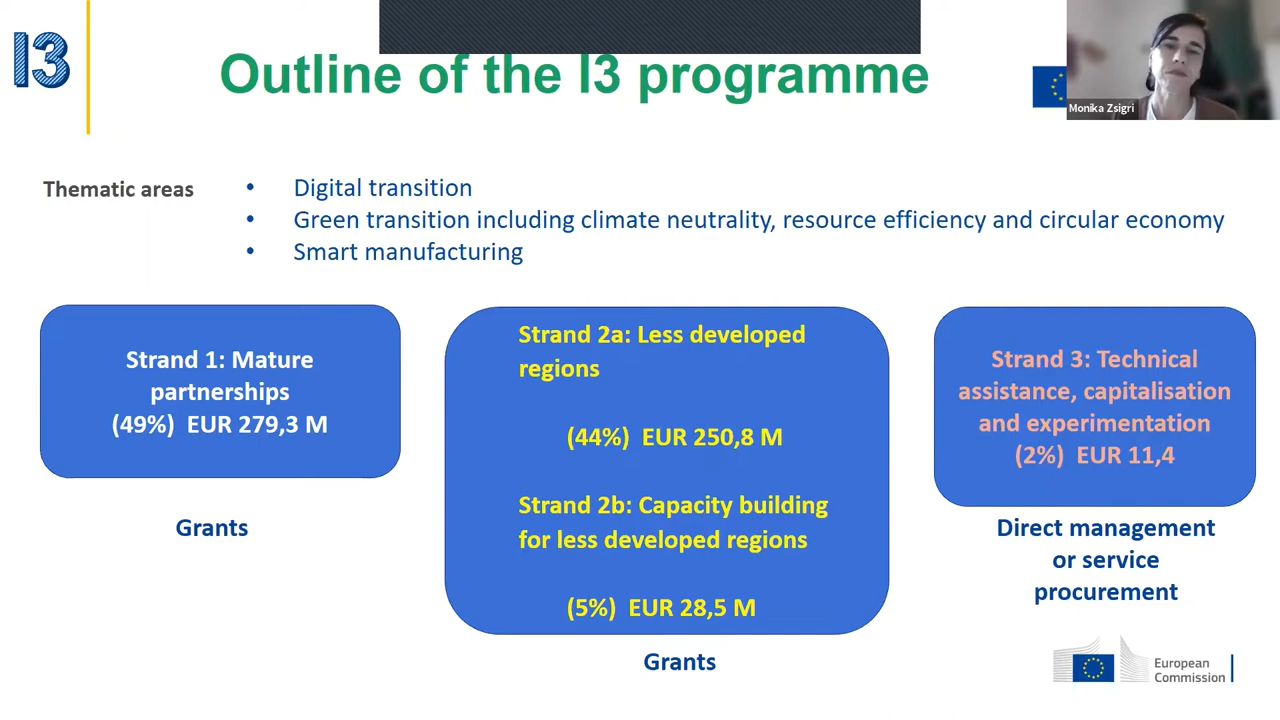 I3
Outline of the I3 programme
Monika Zsigri
Thematic areas
• Digital transition
• Green transition including climate neutrality, resource efficiency and circular economy
• Smart manufacturing
Strand 1: Mature
partnerships
(49%) EUR 279,3 M
Grants
Strand 2a: Less developed
regions
(44%) EUR 250,8 M
Strand 2b: Capacity building
for less developed regions
(5%) EUR 28,5 M
Grants
Strand 3: Technical
assistance, capitalisation
and experimentation
(2%) EUR 11,4
Direct management
or service
procurement
European
Commission